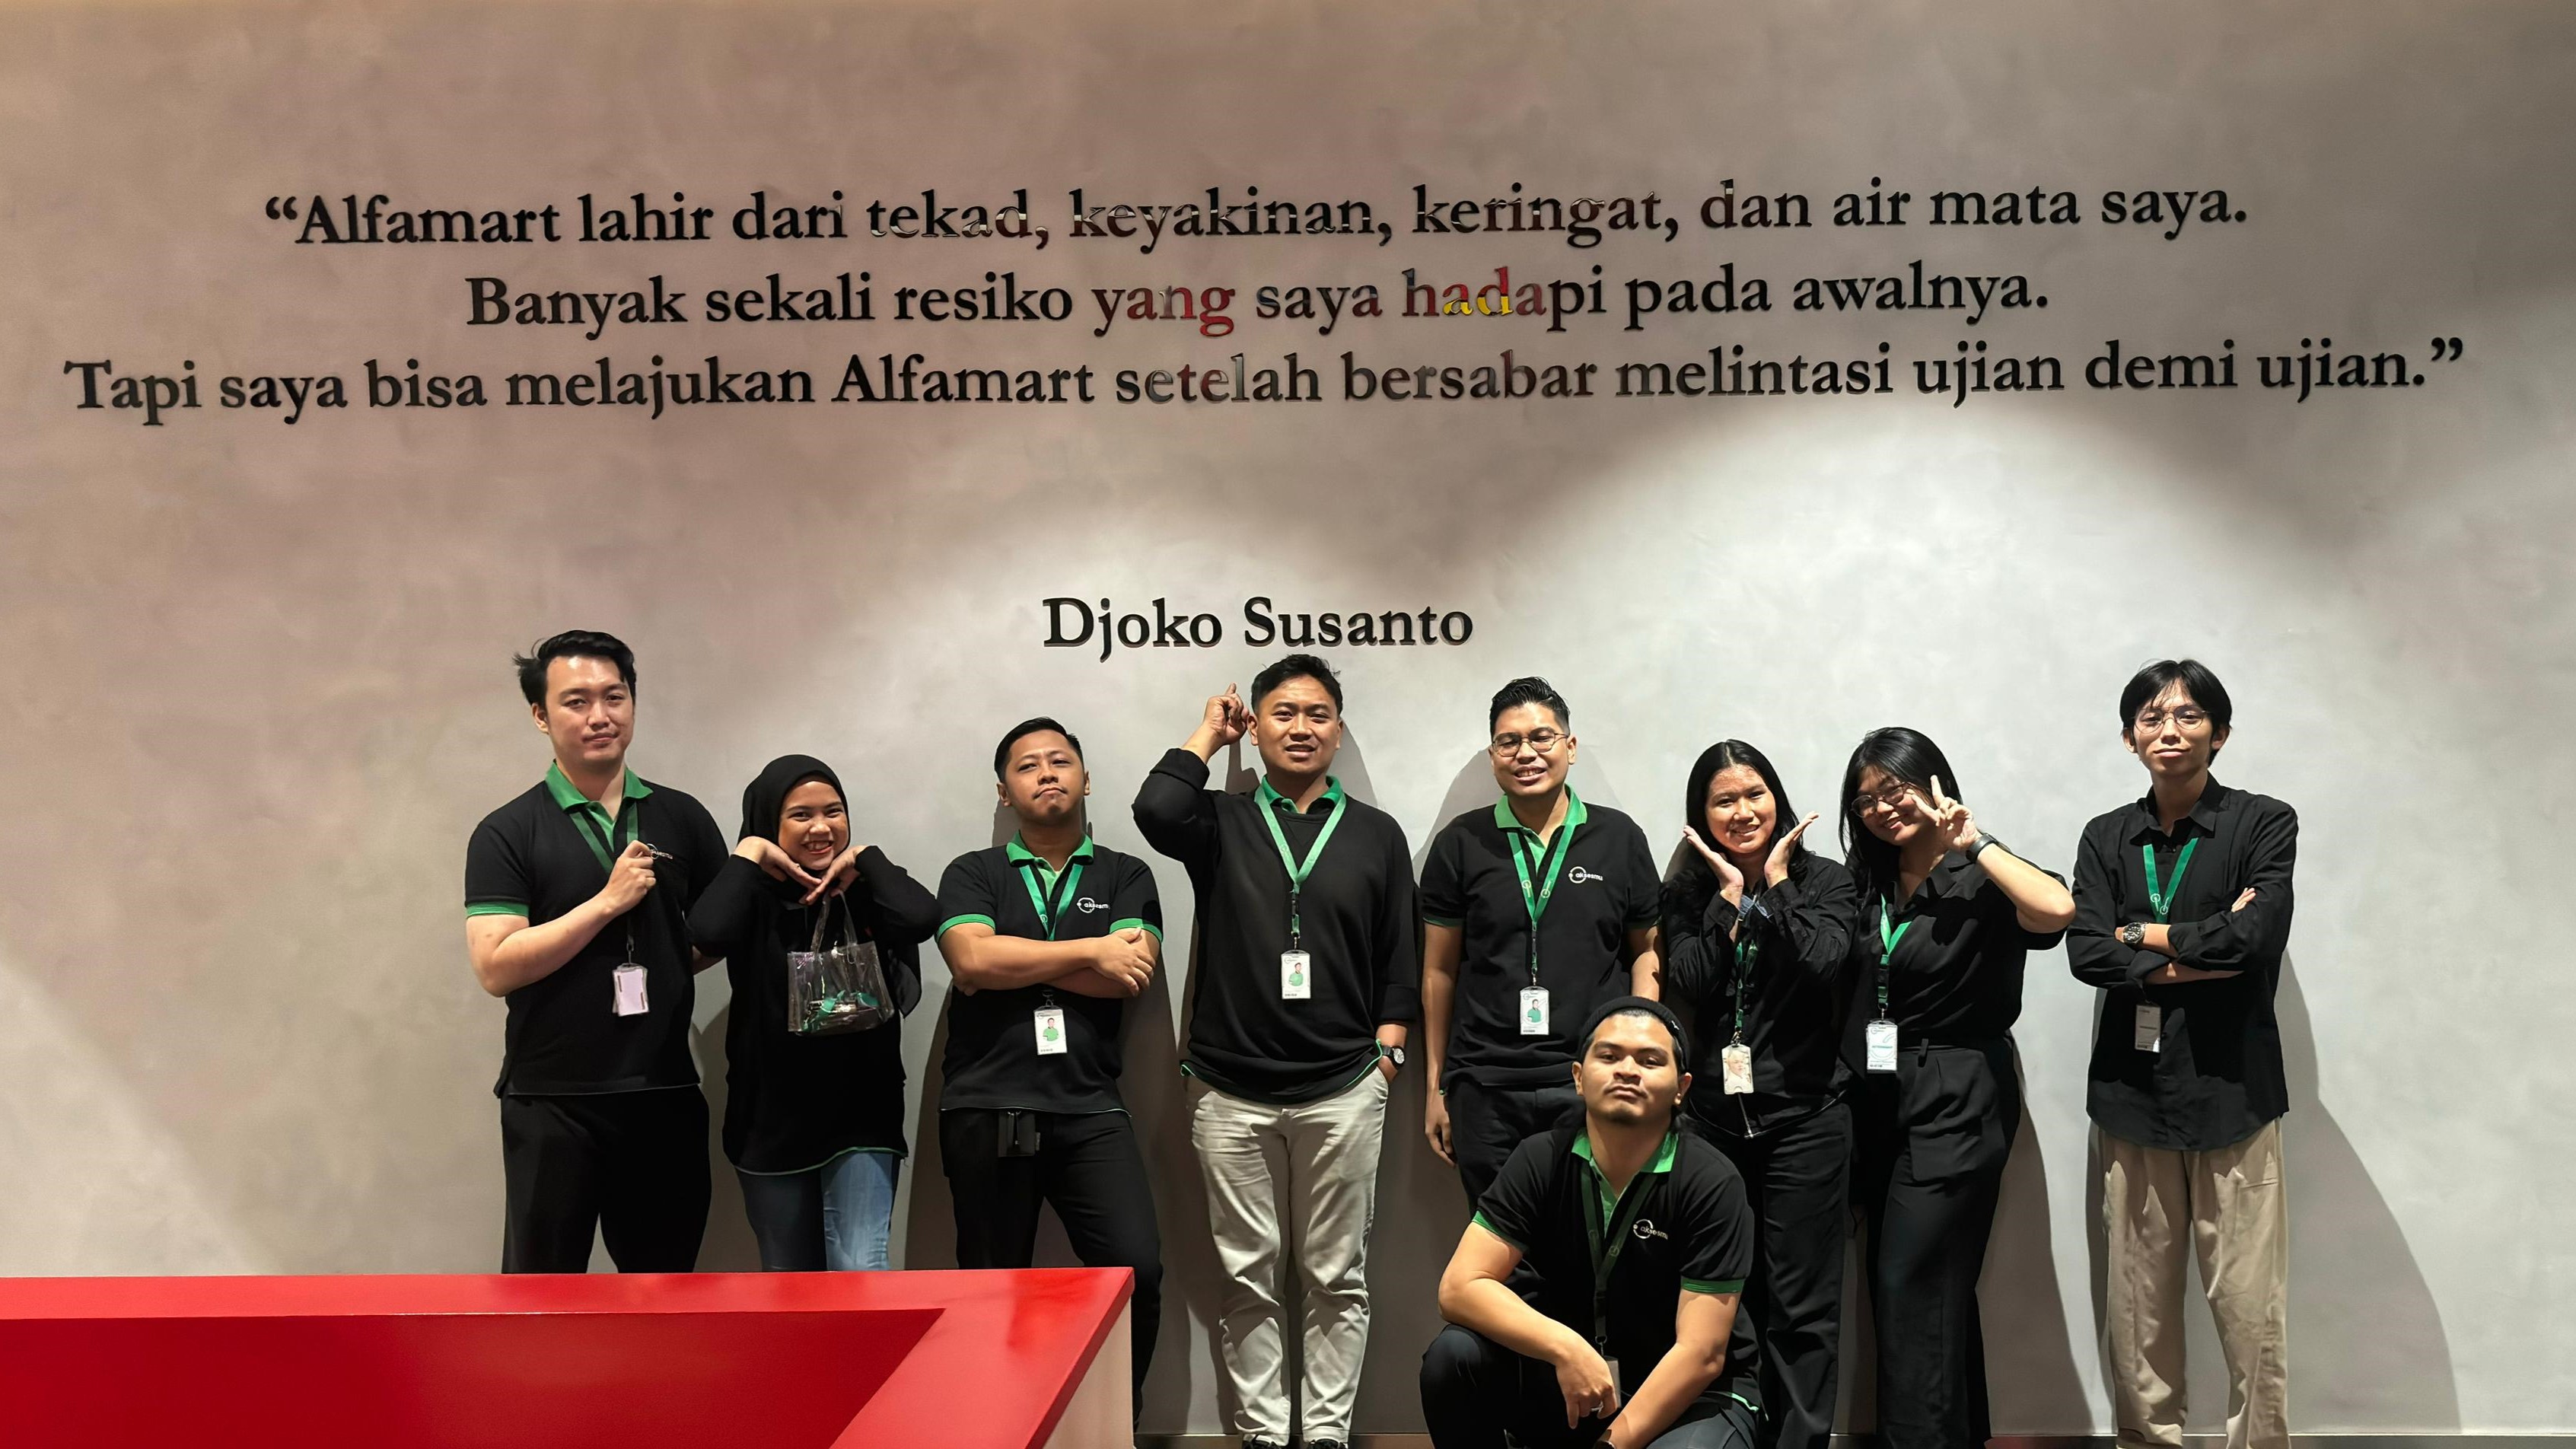 “Alfamart lahir dari tekad, keyakinan, keringat, dan air mata saya.
Banyak sekali resiko yang saya hadapi pada awalnya.
Tapi saya bisa melajukan Alfamart setelah bersabar melintasi ujian demi ujian.”
Djoko Susanto
aksesmu